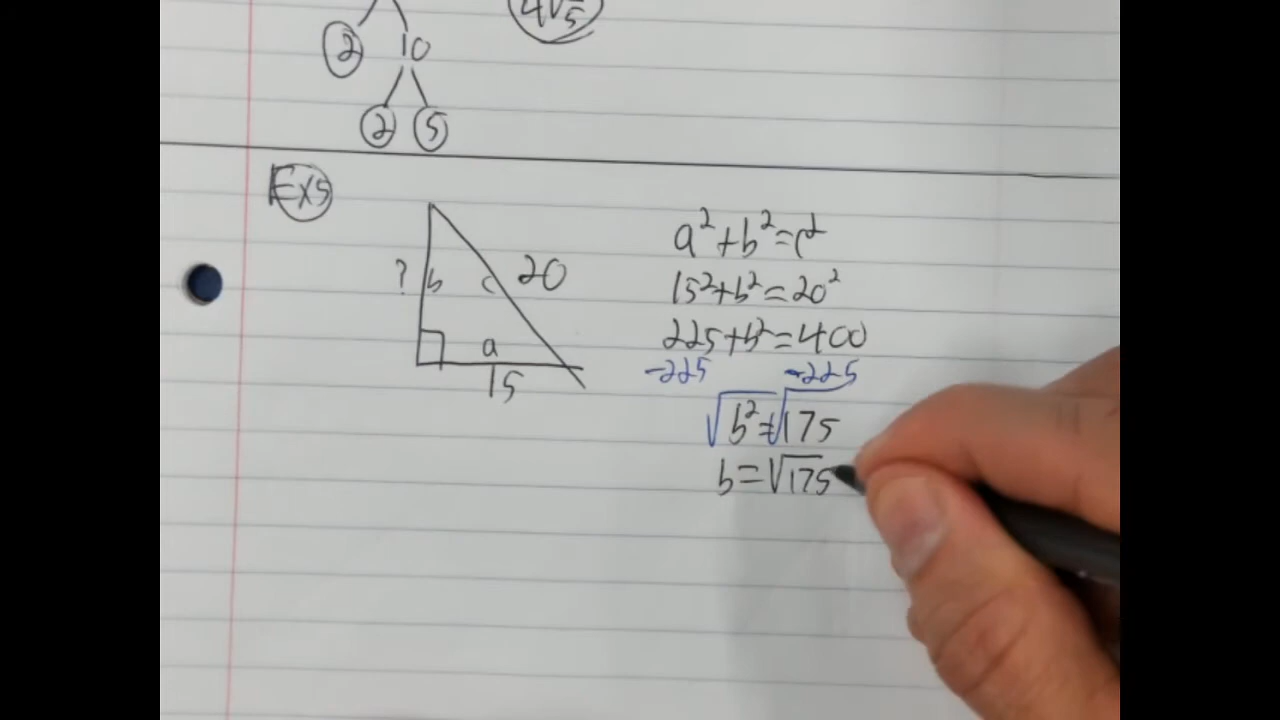 4√5
2 10
2 5
Ex5
? b c 20
a
15
a²+b²=c²
15²+b²=20²
225+b²=400
-225 -225
√b²=√175
b=√175